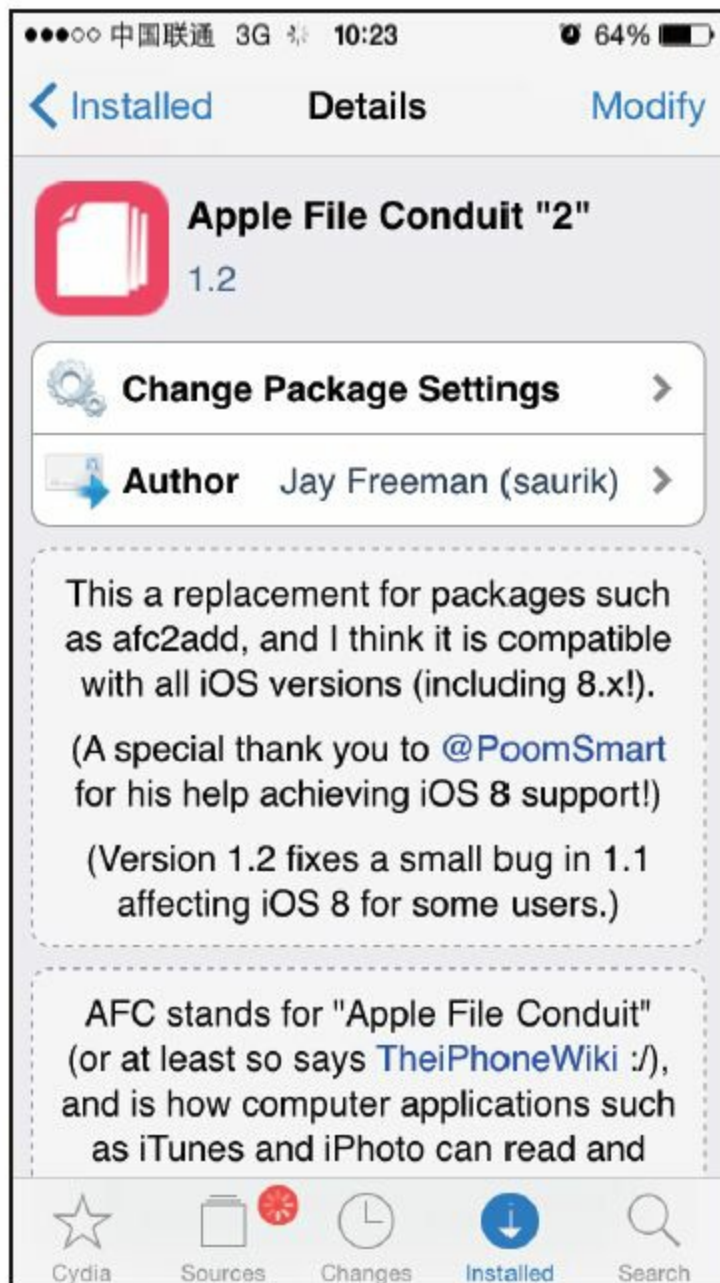 中国联通 3G 10:23 64%
Installed Details Modify
Apple File Conduit "2"
1.2
Change Package Settings
Author Jay Freeman (saurik)
This a replacement for packages such
as afc2add, and I think it is compatible
with all iOS versions (including 8.x!).
(A special thank you to @PoomSmart
for his help achieving iOS 8 support!)
(Version 1.2 fixes a small bug in 1.1
affecting iOS 8 for some users.)
AFC stands for "Apple File Conduit"
(or at least so says TheiPhoneWiki :/),
and is how computer applications such
as iTunes and iPhoto can read and
Cydia Sources Changes Installed Search